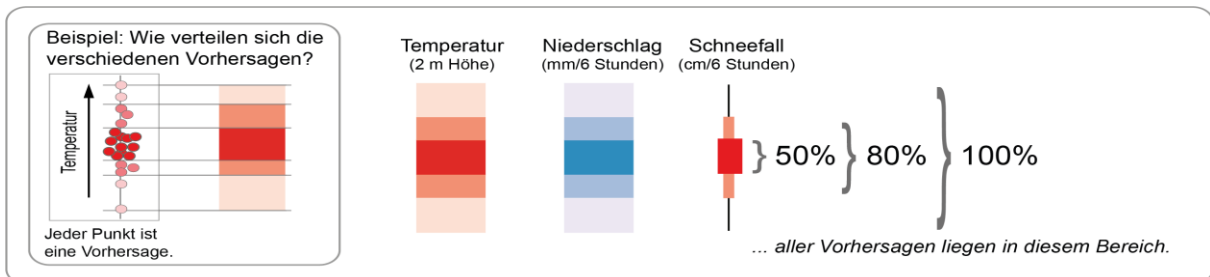 Beispiel: Wie verteilen sich die
verschiedenen Vorhersagen?
Temperatur
Jeder Punkt ist
eine Vorhersage.
Temperatur
(2 m Höhe)
Niederschlag
(mm/6 Stunden)
Schneefall
(cm/6 Stunden)
50%
80%
100%
... aller Vorhersagen liegen in diesem Bereich.